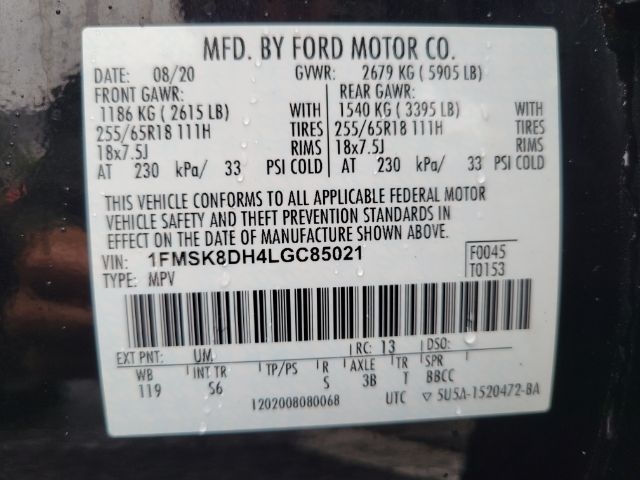 MFD. BY FORD MOTOR CO.
DATE: 08/20 GVWR: 2679 KG ( 5905 LB)
FRONT GAWR: REAR GAWR:
1186 KG ( 2615 LB) WITH 1540 KG ( 3395 LB) WITH
255/65R18 111H TIRES 255/65R18 111H TIRES
18x7.5J RIMS 18x7.5J RIMS
AT 230 kPa/ 33 PSI COLD AT 230 kPa/ 33 PSI COLD
THIS VEHICLE CONFORMS TO ALL APPLICABLE FEDERAL MOTOR
VEHICLE SAFETY AND THEFT PREVENTION STANDARDS IN
EFFECT ON THE DATE OF MANUFACTURE SHOWN ABOVE.
VIN: 1FMSK8DH4LGC85021 F0045
TYPE: MPV T0153
EXT PNT: UM RC: 13 DSO:
WB INT TR TP/PS R AXLE TR SPR
119 S6 S 3B T BBCC
1202008080068 UTC ▽ 5U5A-1520472-BA